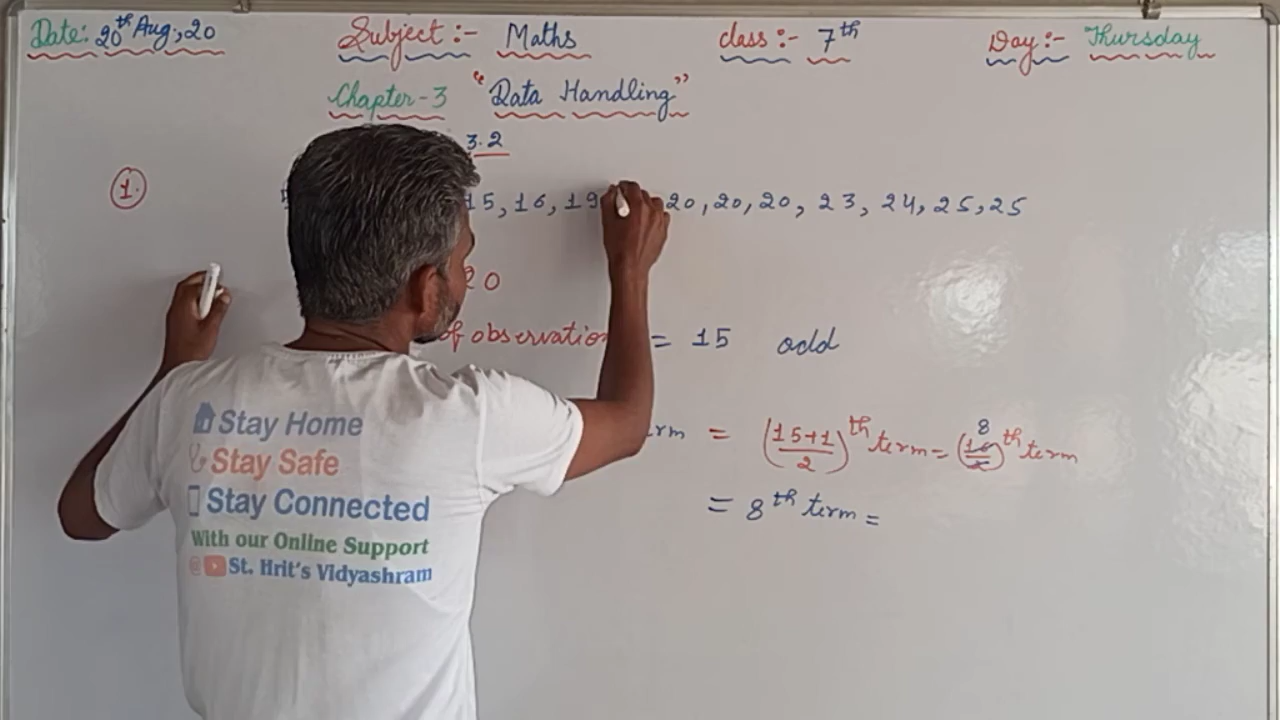 Date: 20th Aug.,20 Subject:- Maths class:- 7th Day:- Thursday
Chapter-3 "Data Handling"
3.2
1. 15, 16, 19 20, 20, 20, 23, 24, 25, 25
20
of observation = 15 odd
term = (15+1/2)th term = (16/2)th term 8
= 8th term =
Stay Home
Stay Safe
Stay Connected
With our Online Support
@ St. Hrit's Vidyashram